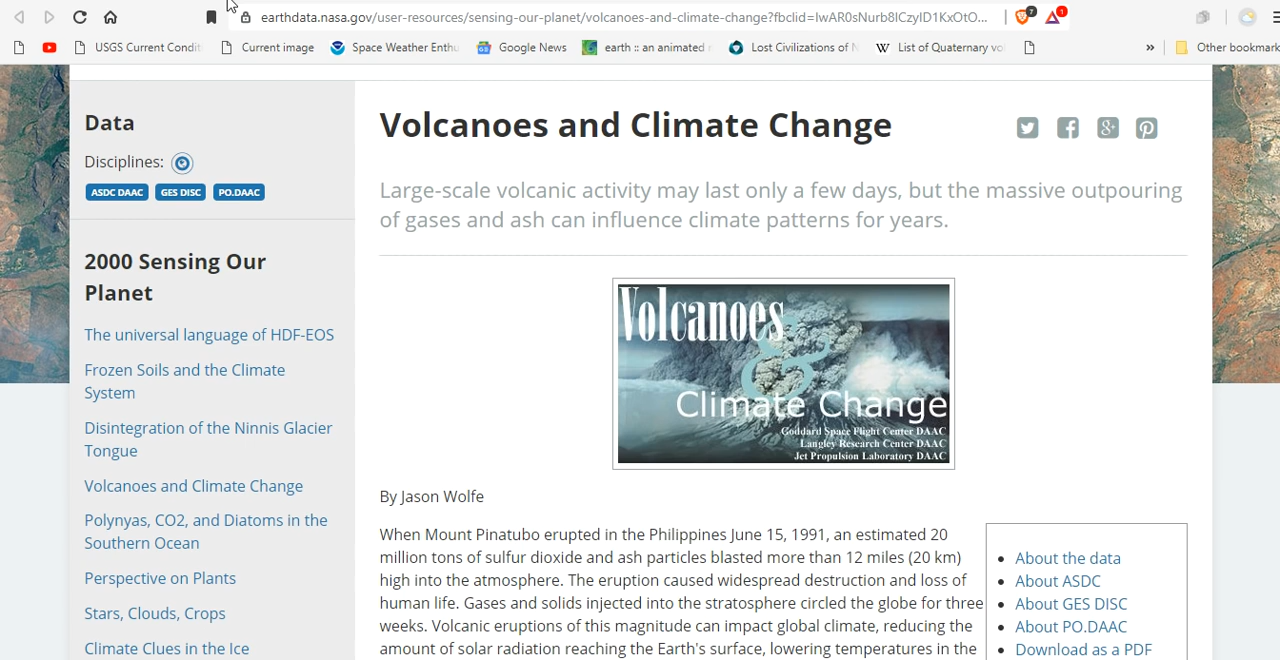 earthdata.nasa.gov/user-resources/sensing-our-planet/volcanoes-and-climate-change?fbclid=IwAR0sNurb8ICzyID1KxOtO...
7
1
USGS Current Condit
Current image
Space Weather Enthu
Google News
earth :: an animated
Lost Civilizations of N
W List of Quaternary vo
»
Other bookmark
Data
Disciplines:
ASDC DAAC GES DISC PO.DAAC
2000 Sensing Our
Planet
The universal language of HDF-EOS
Frozen Soils and the Climate
System
Disintegration of the Ninnis Glacier
Tongue
Volcanoes and Climate Change
Polynyas, CO2, and Diatoms in the
Southern Ocean
Perspective on Plants
Stars, Clouds, Crops
Climate Clues in the Ice
Volcanoes and Climate Change
Large-scale volcanic activity may last only a few days, but the massive outpouring
of gases and ash can influence climate patterns for years.
Volcanoes
&
Climate Change
Goddard Space Flight Center DAAC
Langley Research Center DAAC
Jet Propulsion Laboratory DAAC
By Jason Wolfe
When Mount Pinatubo erupted in the Philippines June 15, 1991, an estimated 20
million tons of sulfur dioxide and ash particles blasted more than 12 miles (20 km)
high into the atmosphere. The eruption caused widespread destruction and loss of
human life. Gases and solids injected into the stratosphere circled the globe for three
weeks. Volcanic eruptions of this magnitude can impact global climate, reducing the
amount of solar radiation reaching the Earth's surface, lowering temperatures in the
• About the data
• About ASDC
• About GES DISC
• About PO.DAAC
• Download as a PDF